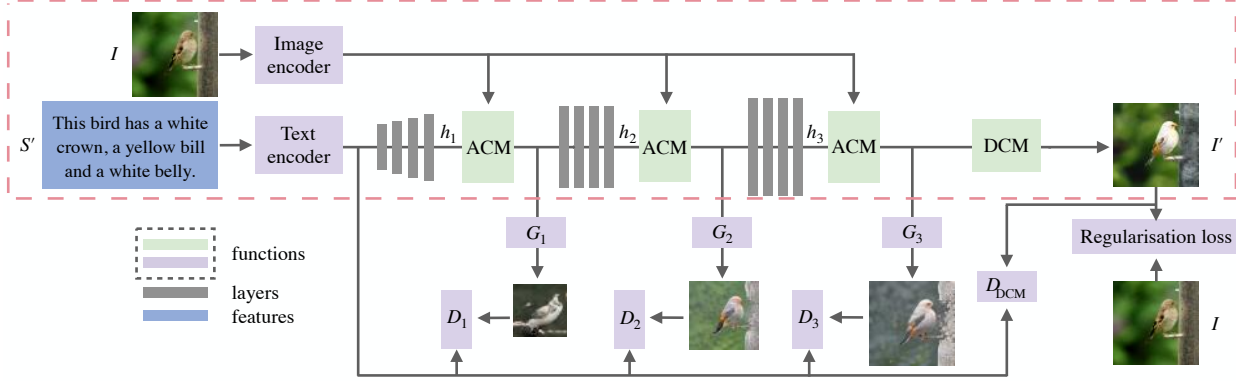 I
Image
encoder
S′
This bird has a white
crown, a yellow bill
and a white belly.
Text
encoder
h1
ACM
h2
ACM
h3
ACM
DCM
I′
G1
G2
G3
Regularisation loss
functions
layers
features
D1
D2
D3
DDCM
I